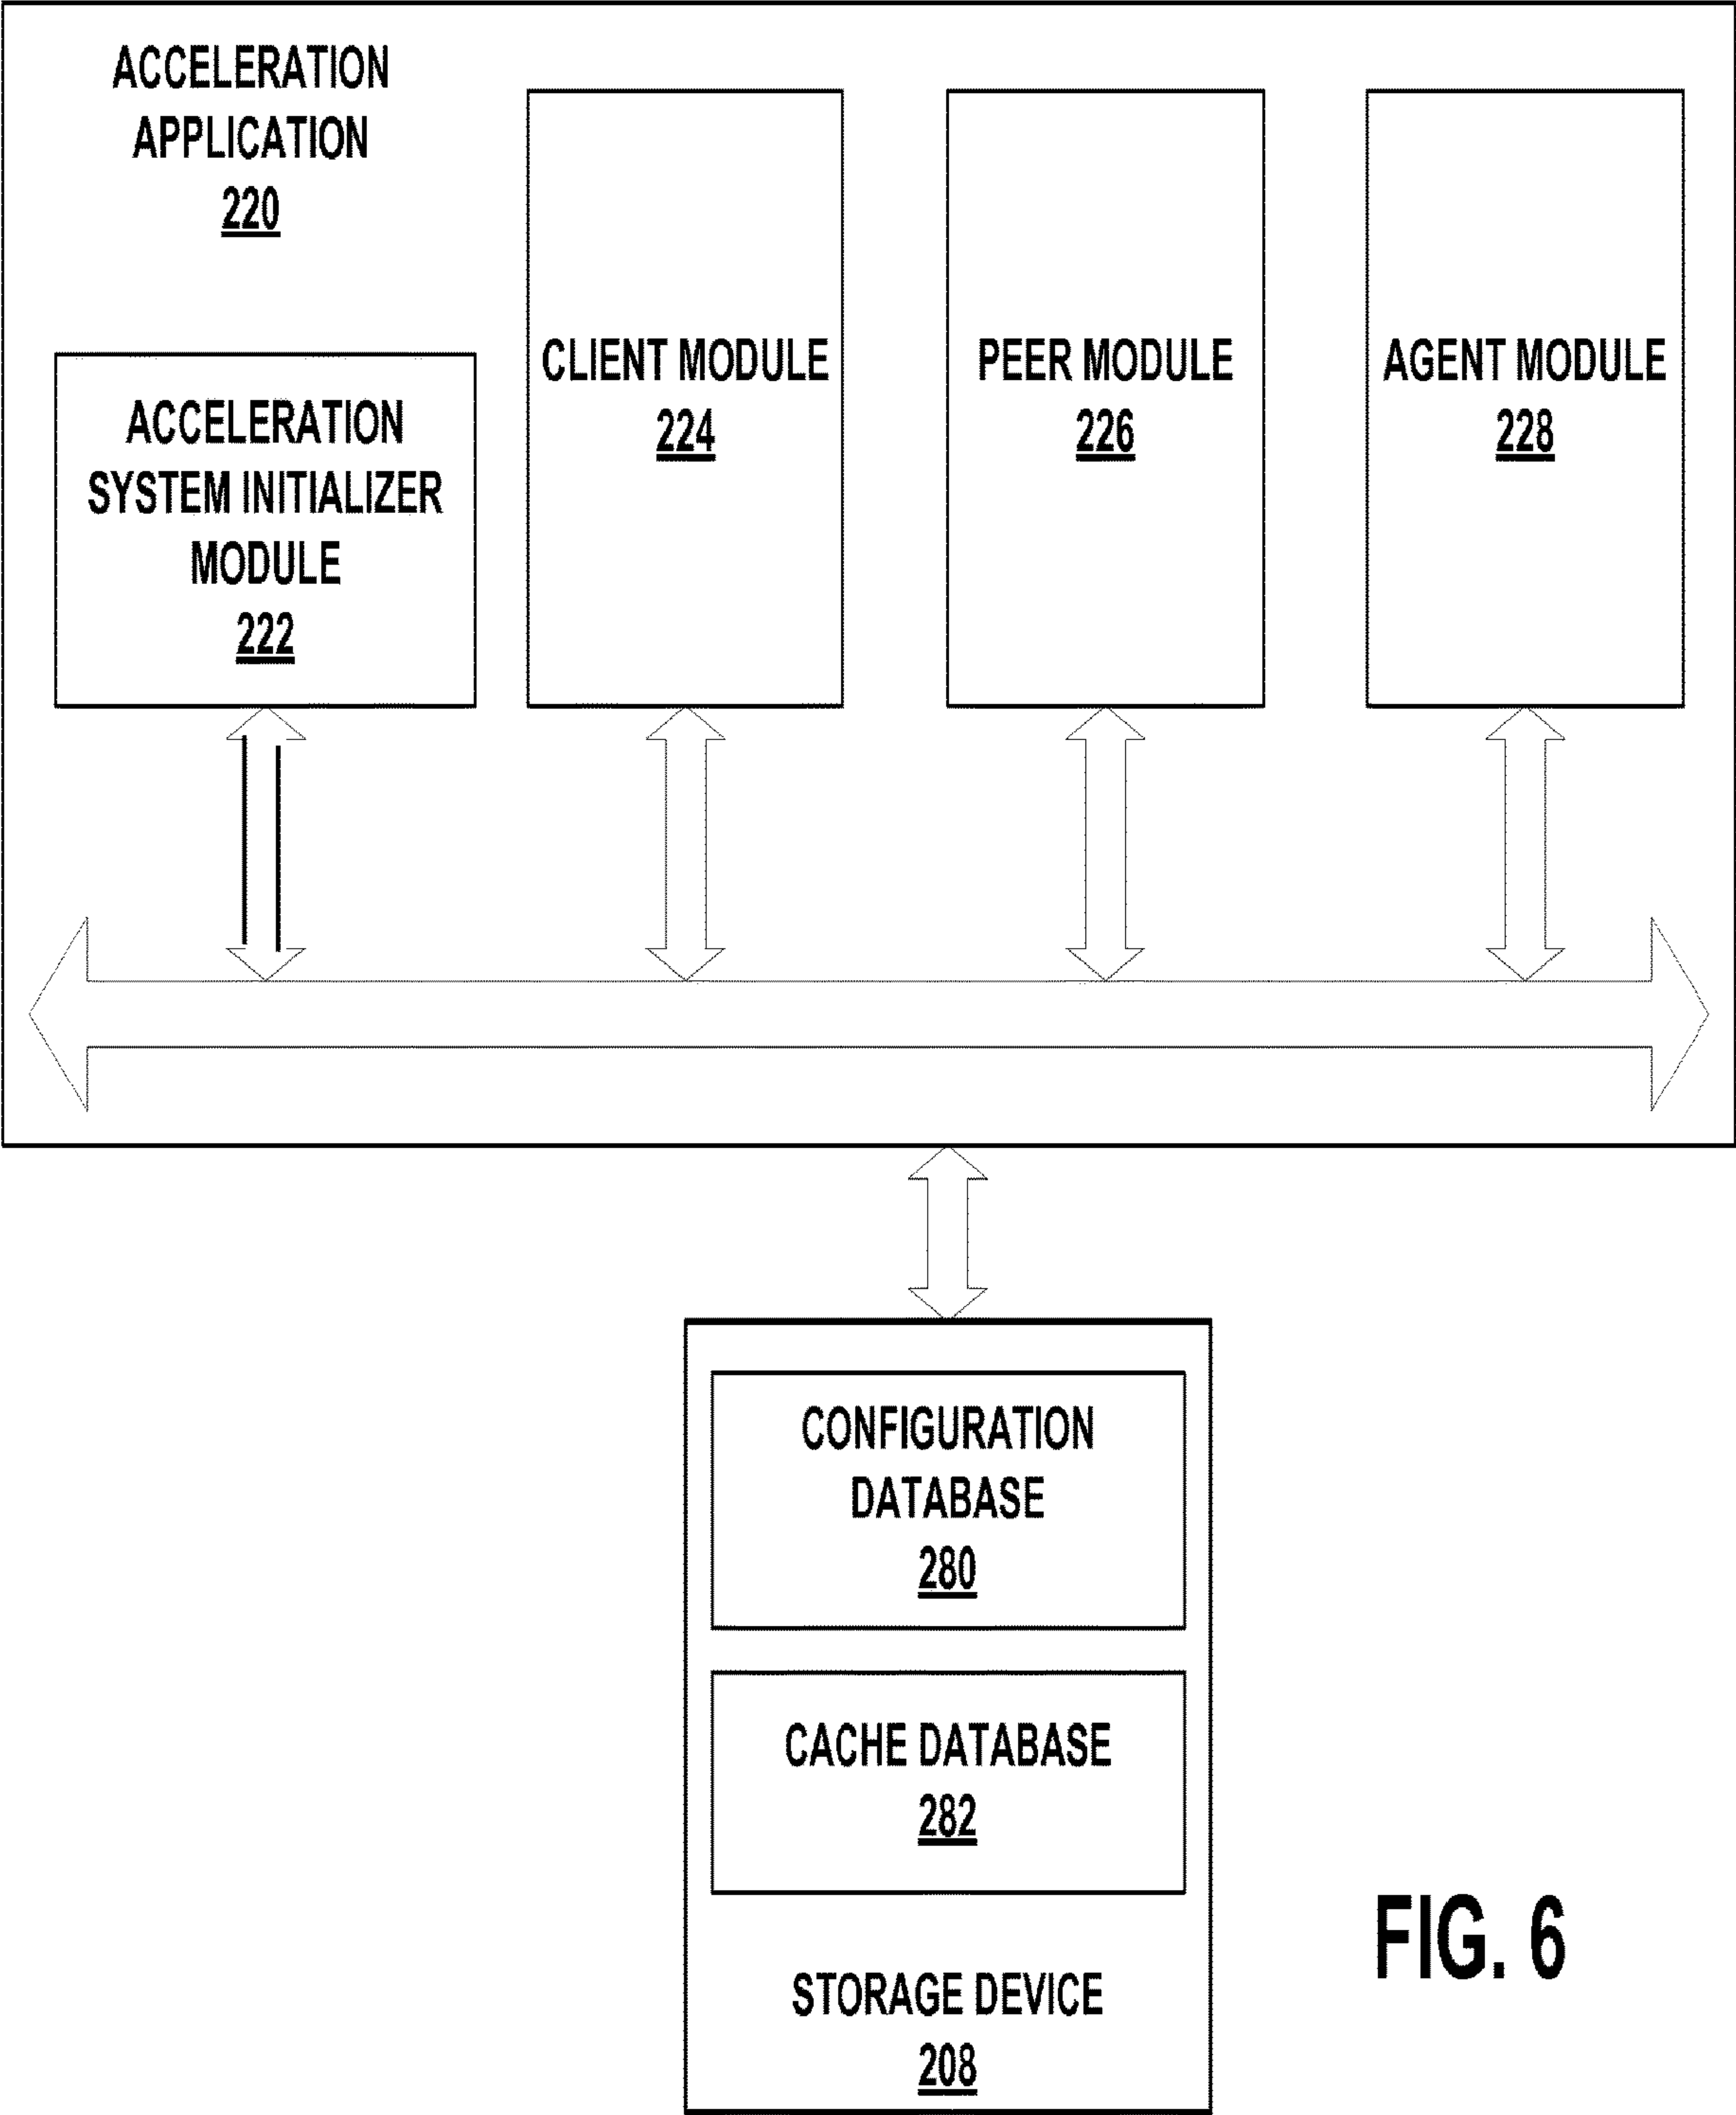 ACCELERATION
APPLICATION
220
ACCELERATION
SYSTEM INITIALIZER
MODULE
222
CLIENT MODULE
224
PEER MODULE
226
AGENT MODULE
228
CONFIGURATION
DATABASE
280
CACHE DATABASE
282
STORAGE DEVICE
208
FIG. 6